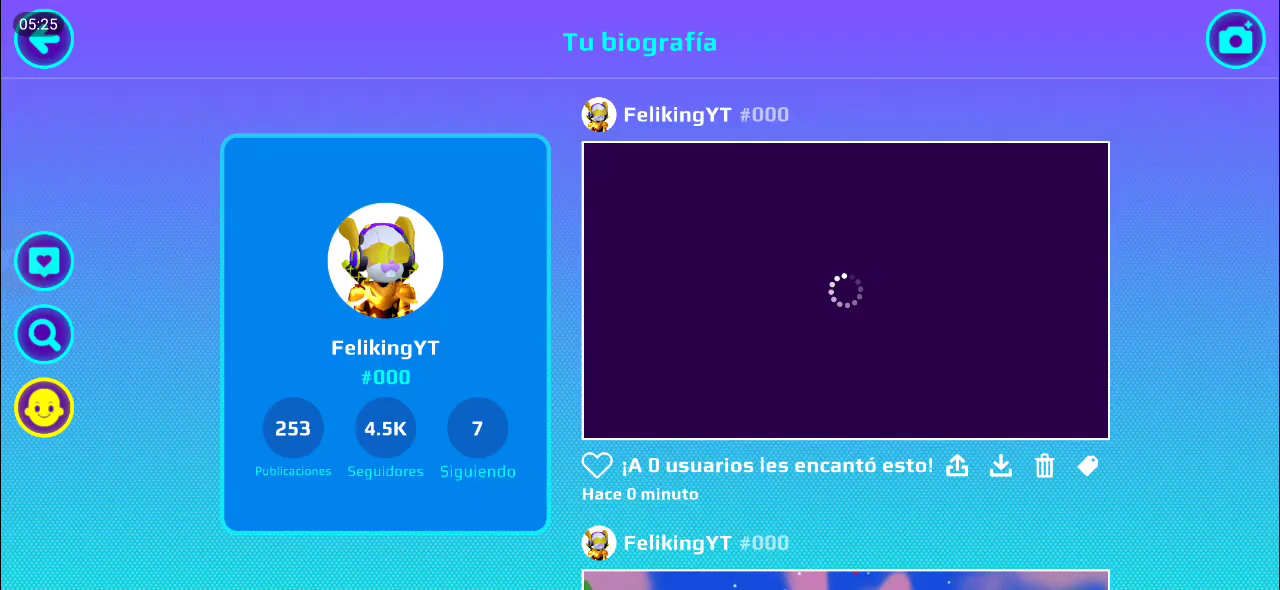 05:25
Tu biografía
FelikingYT #000
FelikingYT
#000
253
4.5K
7
Publicaciones
Seguidores
Siguiendo
¡A 0 usuarios les encantó esto!
Hace 0 minuto
FelikingYT #000